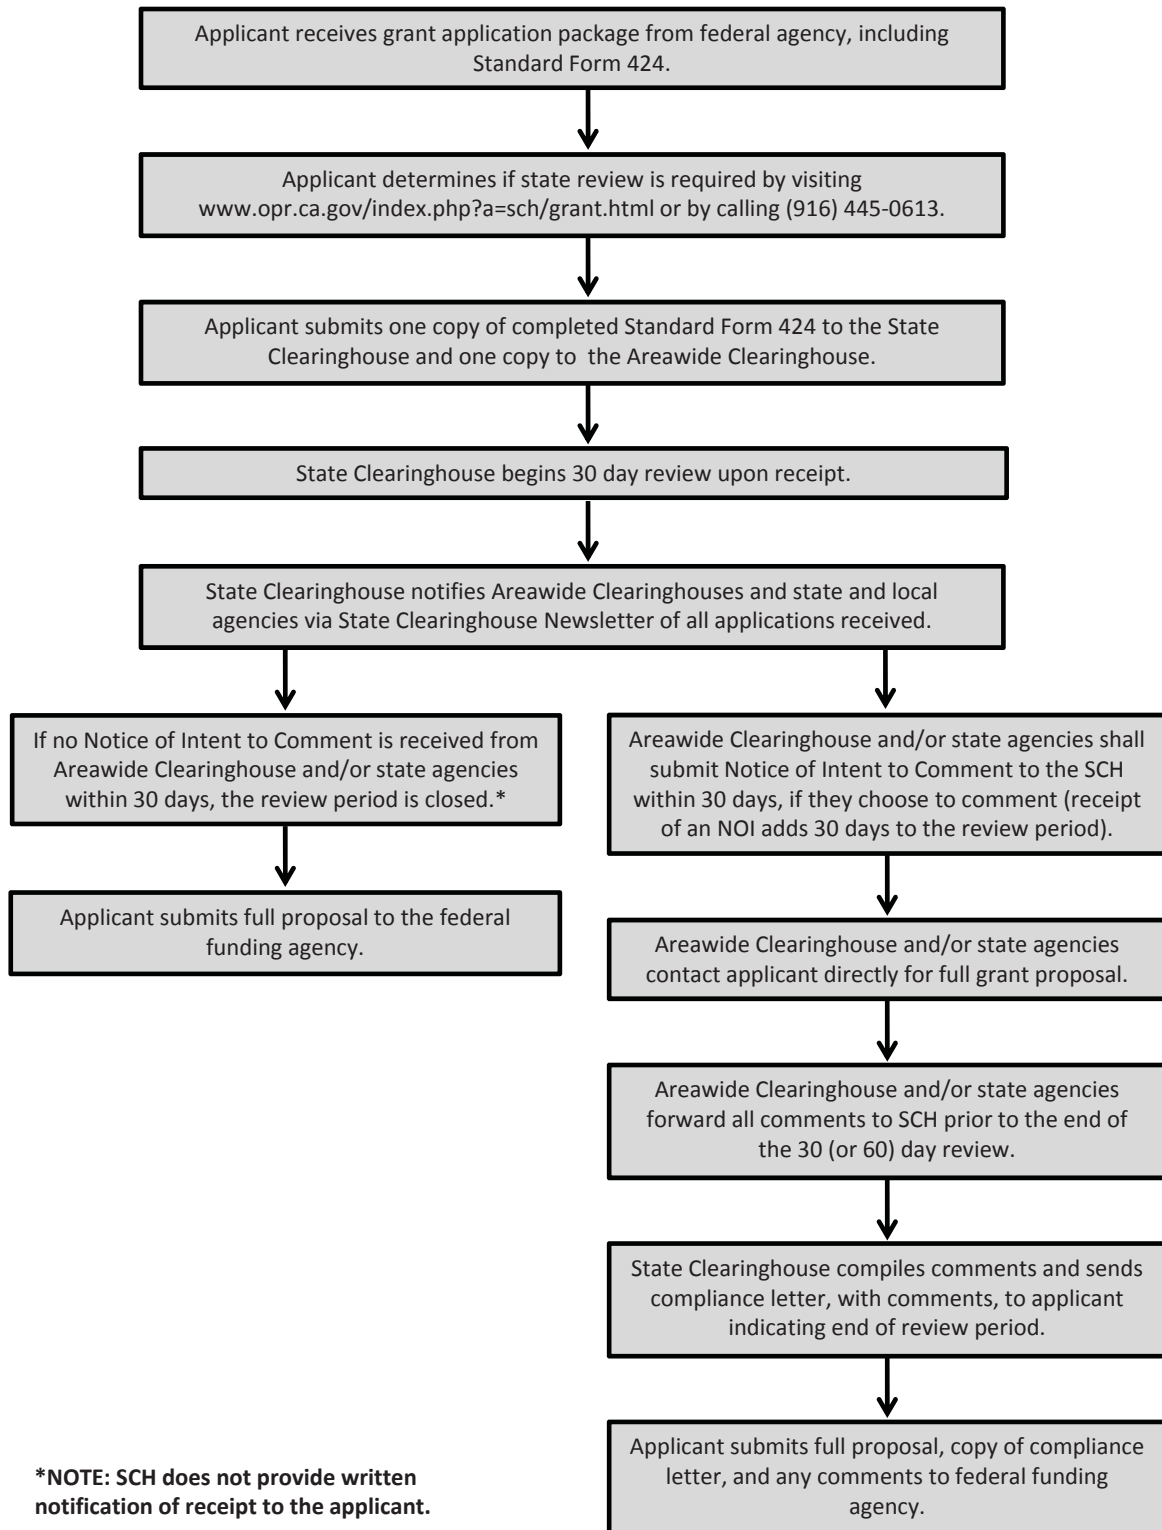 Applicant receives grant application package from federal agency, including
Standard Form 424.
Applicant determines if state review is required by visiting
www.opr.ca.gov/index.php?a=sch/grant.html or by calling (916) 445-0613.
Applicant submits one copy of completed Standard Form 424 to the State
Clearinghouse and one copy to the Areawide Clearinghouse.
State Clearinghouse begins 30 day review upon receipt.
State Clearinghouse notifies Areawide Clearinghouses and state and local
agencies via State Clearinghouse Newsletter of all applications received.
If no Notice of Intent to Comment is received from
Areawide Clearinghouse and/or state agencies
within 30 days, the review period is closed.*
Applicant submits full proposal to the federal
funding agency.
Areawide Clearinghouse and/or state agencies shall
submit Notice of Intent to Comment to the SCH
within 30 days, if they choose to comment (receipt
of an NOI adds 30 days to the review period).
Areawide Clearinghouse and/or state agencies
contact applicant directly for full grant proposal.
Areawide Clearinghouse and/or state agencies
forward all comments to SCH prior to the end of
the 30 (or 60) day review.
State Clearinghouse compiles comments and sends
compliance letter, with comments, to applicant
indicating end of review period.
Applicant submits full proposal, copy of compliance
letter, and any comments to federal funding
agency.
*NOTE: SCH does not provide written
notification of receipt to the applicant.